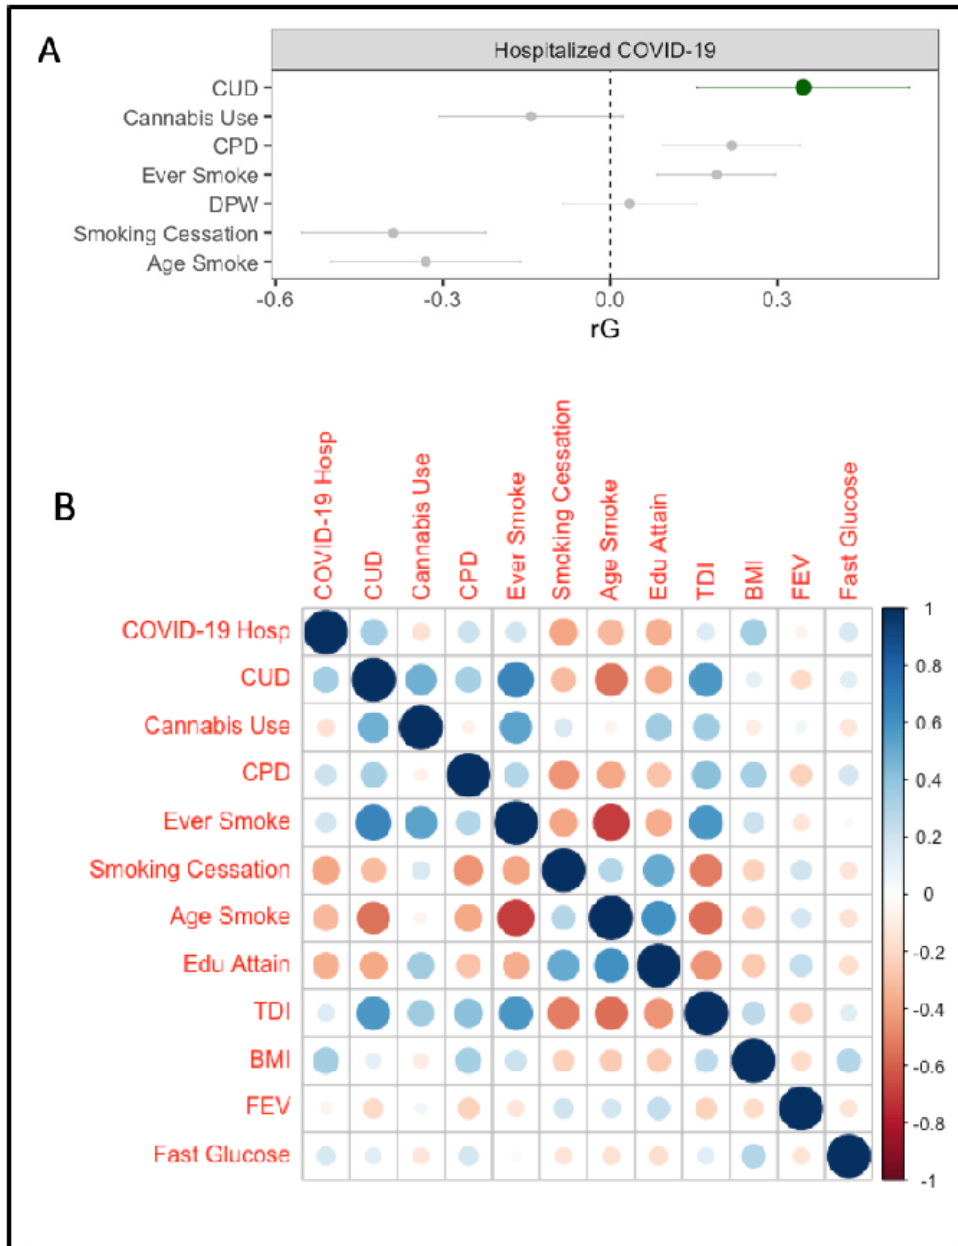 A
Hospitalized COVID-19
CUD
Cannabis Use
CPD
Ever Smoke
DPW
Smoking Cessation
Age Smoke
-0.6 -0.3 0.0 0.3
rG
B
COVID-19 Hosp
CUD
Cannabis Use
CPD
Ever Smoke
Smoking Cessation
Age Smoke
Edu Attain
TDI
BMI
FEV
Fast Glucose
COVID-19 Hosp
CUD
Cannabis Use
CPD
Ever Smoke
Smoking Cessation
Age Smoke
Edu Attain
TDI
BMI
FEV
Fast Glucose
1
0.8
0.6
0.4
0.2
0
-0.2
-0.4
-0.6
-0.8
-1